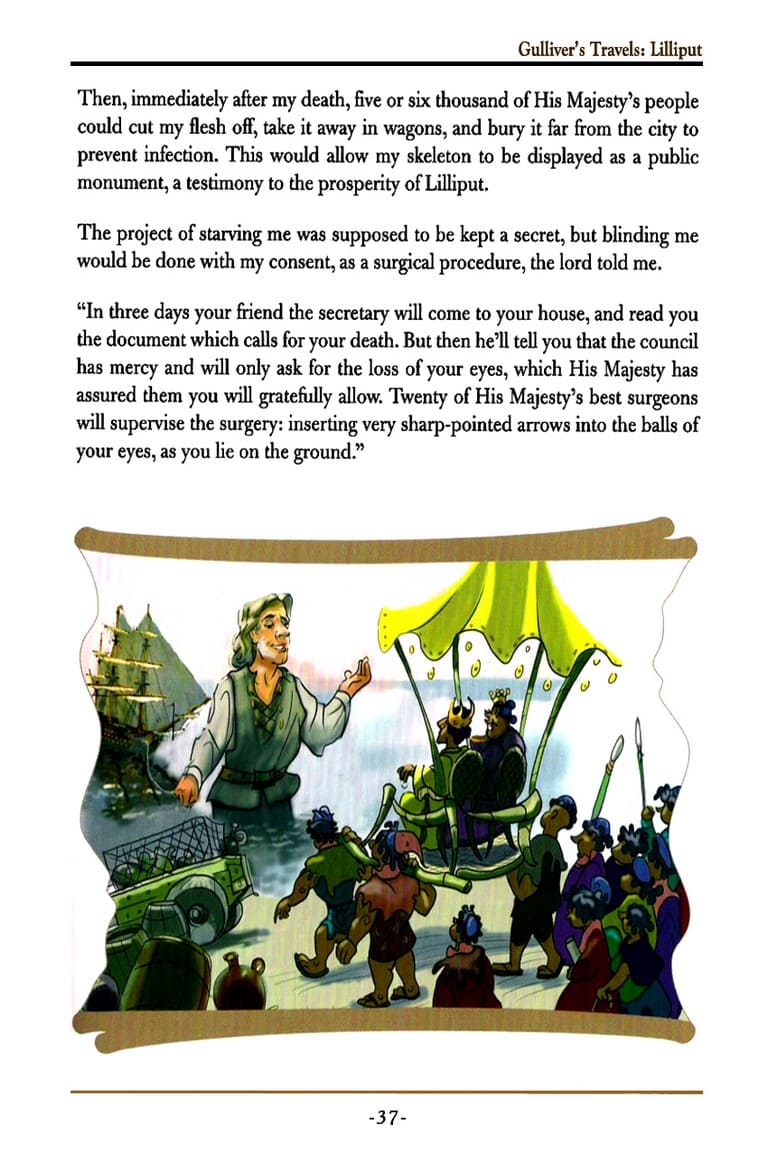 Gulliver's Travels: Lilliput
Then, immediately after my death, five or six thousand of His Majesty's people
could cut my flesh off, take it away in wagons, and bury it far from the city to
prevent infection. This would allow my skeleton to be displayed as a public
monument, a testimony to the prosperity of Lilliput.
The project of starving me was supposed to be kept a secret, but blinding me
would be done with my consent, as a surgical procedure, the lord told me.
“In three days your friend the secretary will come to your house, and read you
the document which calls for your death. But then he'll tell you that the council
has mercy and will only ask for the loss of your eyes, which His Majesty has
assured them you will gratefully allow. Twenty of His Majesty's best surgeons
will supervise the surgery: inserting very sharp-pointed arrows into the balls of
your eyes, as you lie on the ground.”
-37-